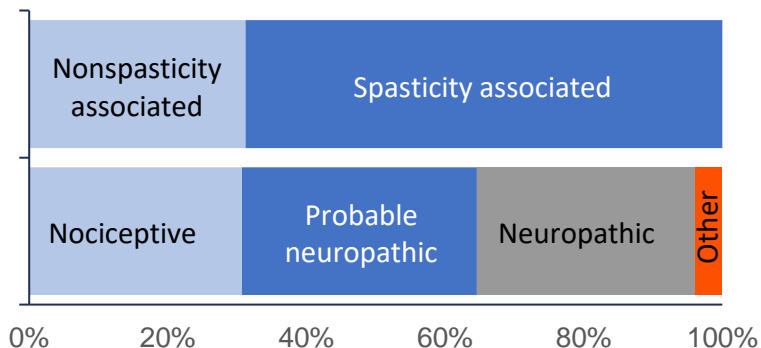 Nonspasticity
associated
Spasticity associated
Nociceptive
Probable
neuropathic
Neuropathic
Other
0% 20% 40% 60% 80% 100%